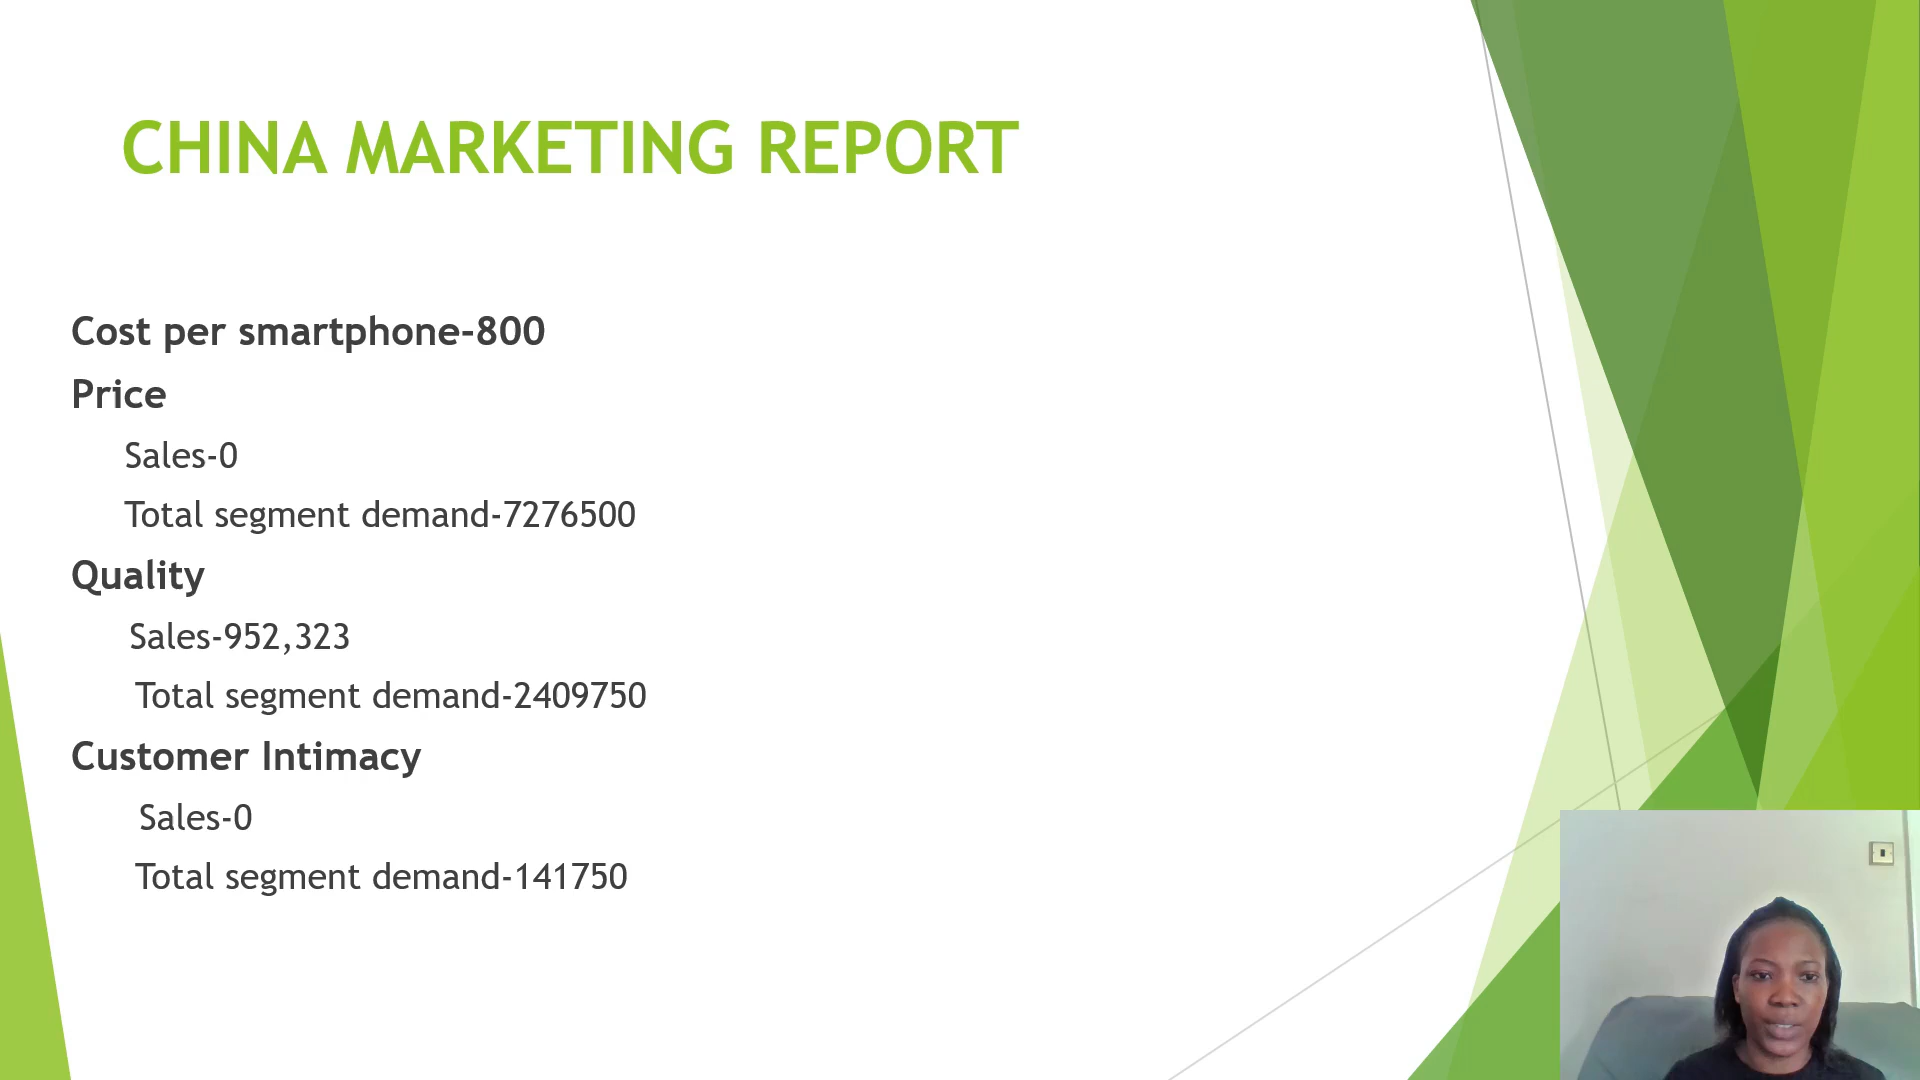 CHINA MARKETING REPORT
Cost per smartphone-800
Price
Sales-0
Total segment demand-7276500
Quality
Sales-952,323
Total segment demand-2409750
Customer Intimacy
Sales-0
Total segment demand-141750